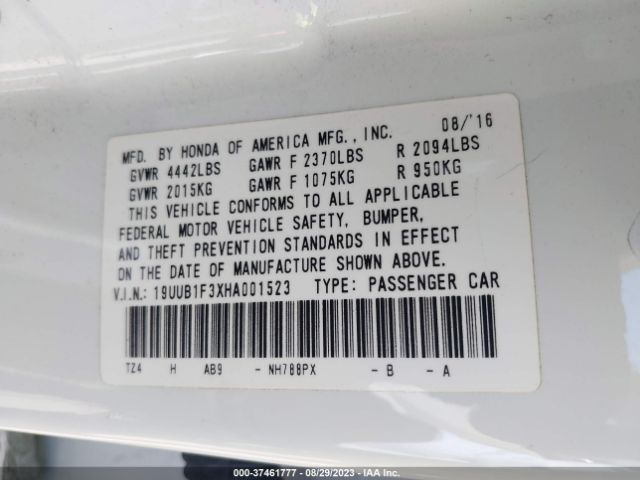 MFD. BY HONDA OF AMERICA MFG., INC. 08/'16
GVWR 4442LBS GAWR F 2370LBS R 2094LBS
GVWR 2015KG GAWR F 1075KG R 950KG
THIS VEHICLE CONFORMS TO ALL APPLICABLE
FEDERAL MOTOR VEHICLE SAFETY, BUMPER,
AND THEFT PREVENTION STANDARDS IN EFFECT
ON THE DATE OF MANUFACTURE SHOWN ABOVE.
V.I.N.: 19UUB1F3XHA001523 TYPE: PASSENGER CAR
TZ4 H AB9 - NH788PX - B - A
000-37461777 - 08/29/2023 - IAA Inc.